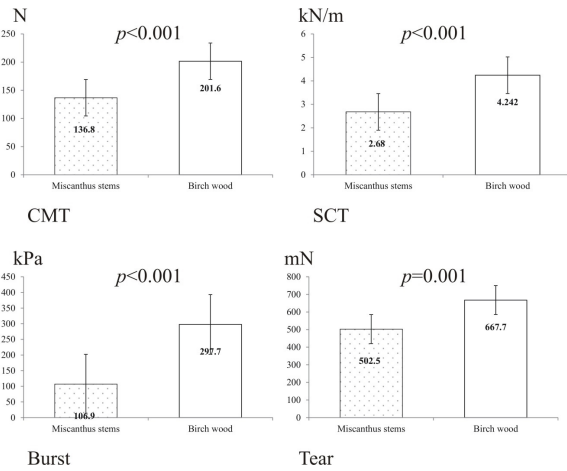 N
p<0.001
250
200
150
100
50
0
136.8
201.6
Miscanthus stems Birch wood
CMT
kN/m
p<0.001
6
5
4
3
2
1
0
2.68
4.242
Miscanthus stems Birch wood
SCT
kPa
p<0.001
450
400
350
300
250
200
150
100
50
0
106.9
297.7
Miscanthus stems Birch wood
Burst
mN
p=0.001
800
700
600
500
400
300
200
100
0
502.5
667.7
Miscanthus stems Birch wood
Tear